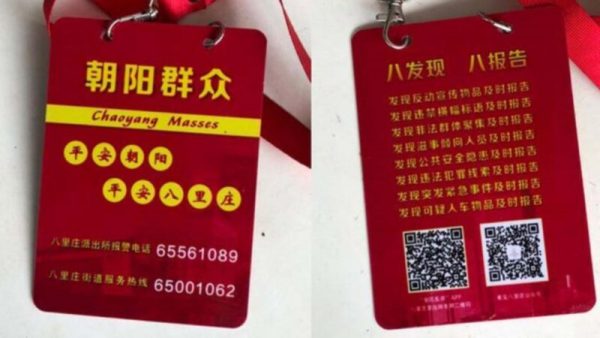 朝阳群众
Chaoyang Masses
平安朝阳
平安八里庄
八里庄派出所报警电话 65561089
八里庄街道服务热线 65001062
八发现 八报告
发现反动宣传物品及时报告
发现违禁横幅标语及时报告
发现非法群体聚集及时报告
发现滋事倾向人员及时报告
发现公共安全隐患及时报告
发现违法犯罪线索及时报告
发现突发紧急事件及时报告
发现可疑人车物品及时报告
APP